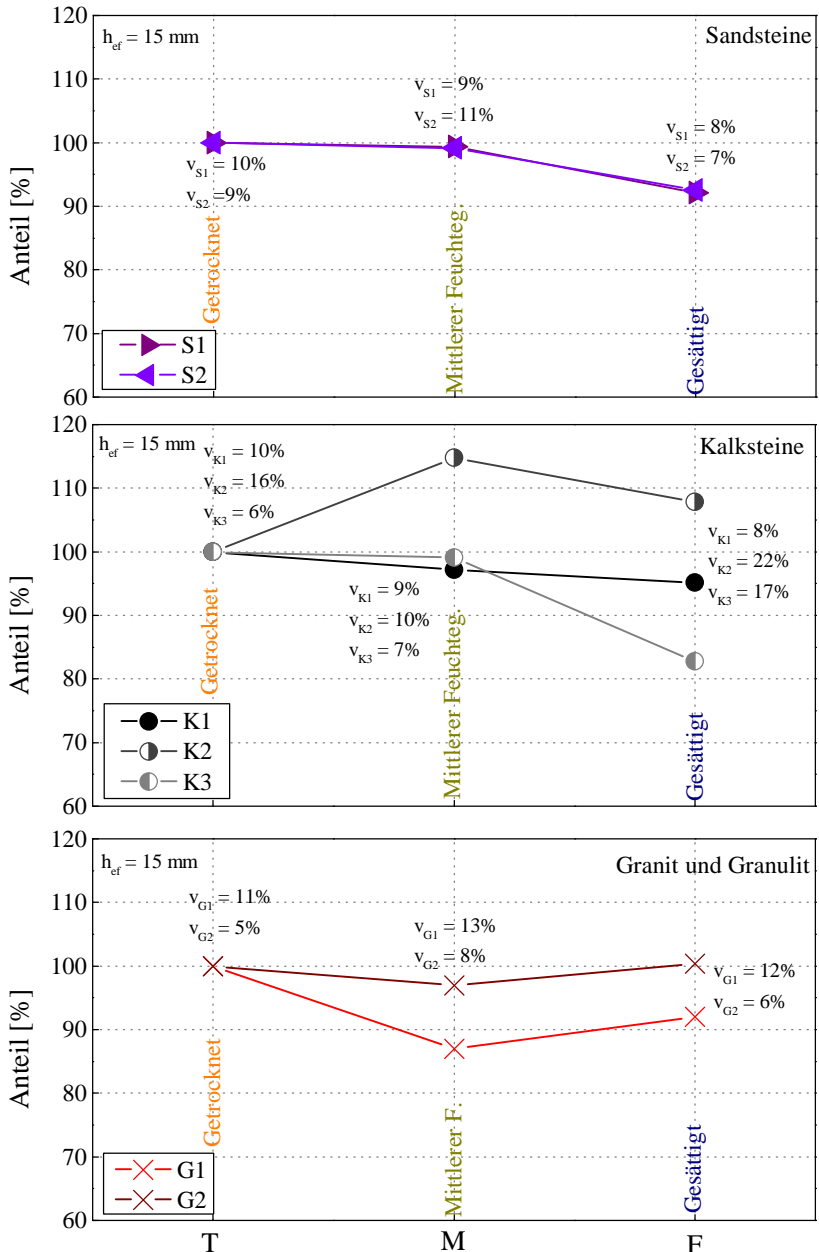 120
h_ef = 15 mm
Sandsteine
v_S1 = 9%
v_S2 = 11%
v_S1 = 8%
v_S2 = 7%
v_S1 = 10%
v_S2 =9%
110
100
90
80
70
60
Anteil [%]
Getrocknet
Mittlerer Feuchteg.
Gesättigt
S1
S2
120
h_ef = 15 mm
Kalksteine
v_K1 = 10%
v_K2 = 16%
v_K3 = 6%
v_K1 = 9%
v_K2 = 10%
v_K3 = 7%
v_K1 = 8%
v_K2 = 22%
v_K3 = 17%
110
100
90
80
70
60
Anteil [%]
Getrocknet
Mittlerer Feuchteg.
Gesättigt
K1
K2
K3
120
h_ef = 15 mm
Granit und Granulit
v_G1 = 11%
v_G2 = 5%
v_G1 = 13%
v_G2 = 8%
v_G1 = 12%
v_G2 = 6%
110
100
90
80
70
60
Anteil [%]
Getrocknet
Mittlerer F.
Gesättigt
G1
G2
T
M